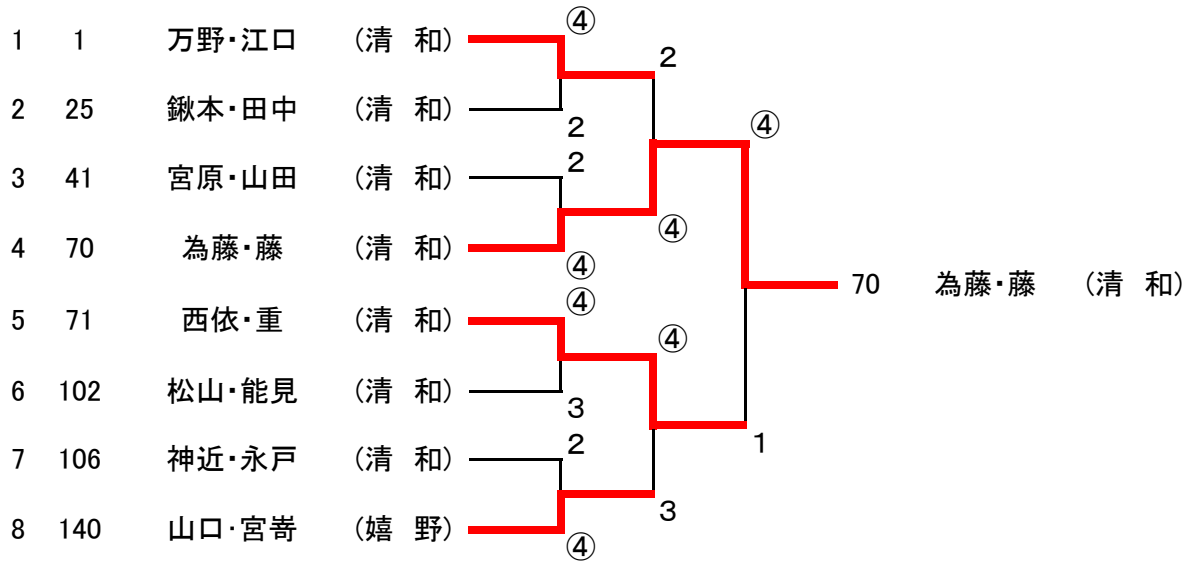 1 1 万野・江口 (清 和) ④
2
2 25 鍬本・田中 (清 和) 2
④
3 41 宮原・山田 (清 和) 2
④
4 70 為藤・藤 (清 和) ④
70 為藤・藤 (清 和)
5 71 西依・重 (清 和) ④
④
6 102 松山・能見 (清 和) 3
1
7 106 神近・永戸 (清 和) 2
3
8 140 山口・宮嵜 (嬉 野) ④